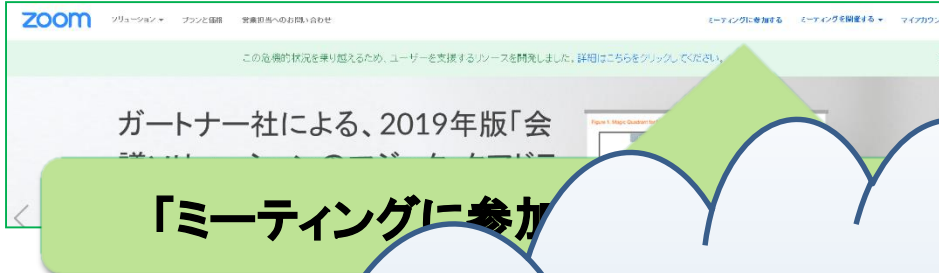 zoom ソリューション プランと価格 営業担当へのお問い合わせ ミーティングに参加する ミーティングを開催する マイアカウン
この危機的状況を乗り越えるため、ユーザーを支援するリソースを開発しました。詳細はこちらをクリックしてください。
ガートナー社による、2019年版「会
「ミーティングに参加